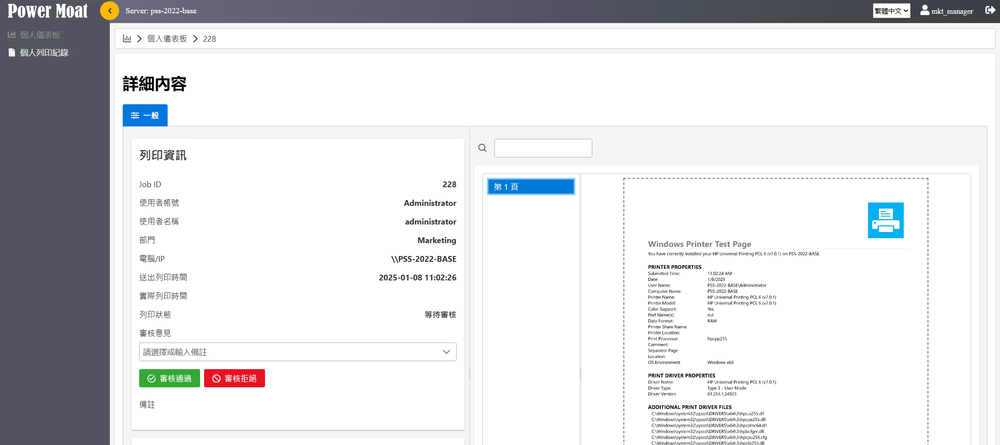 Power Moat
Server: pss-2022-base
繁體中文
mkt_manager
個人儀表板
個人列印紀錄
個人儀表板
228
詳細內容
一般
列印資訊
Job ID 228
使用者帳號 Administrator
使用者名稱 administrator
部門 Marketing
電腦/IP \\PSS-2022-BASE
送出列印時間 2025-01-08 11:02:26
實際列印時間
列印狀態 等待審核
審核意見
請選擇或輸入備註
審核通過
審核拒絕
備註
第 1 頁
Windows Printer Test Page
You have correctly installed your HP Universal Printing PCL 6 (v7.0.1) on PSS-2022-BASE.
PRINTER PROPERTIES
Submitted Time: 11:02:24 AM
Date: 1/8/2025
User Name: PSS-2022-BASE\Administrator
Computer Name: PSS-2022-BASE
Printer Name: HP Universal Printing PCL 6 (v7.0.1)
Printer Model: HP Universal Printing PCL 6 (v7.0.1)
Color Support: Yes
Port Name(s): nul
Data Format: RAW
Printer Share Name:
Printer Location:
Print Processor: hpcpp255
Comment:
Separator Page
Location:
OS Environment: Windows x64
PRINT DRIVER PROPERTIES
Driver Name: HP Universal Printing PCL 6 (v7.0.1)
Driver Type: Type 3 - User Mode
Driver Version: 61.255.1.24923
ADDITIONAL PRINT DRIVER FILES
C:\Windows\system32\spool\DRIVERS\x64\3\hpcui255.dll
C:\Windows\system32\spool\DRIVERS\x64\3\hpcpe255.dll
C:\Windows\system32\spool\DRIVERS\x64\3\hpcdmc64.dll
C:\Windows\system32\spool\DRIVERS\x64\3\hpbcfgre.dll
C:\Windows\system32\spool\DRIVERS\x64\3\hpcpu255.cfg
C:\Windows\system32\spool\DRIVERS\x64\3\hpc6r255.dll